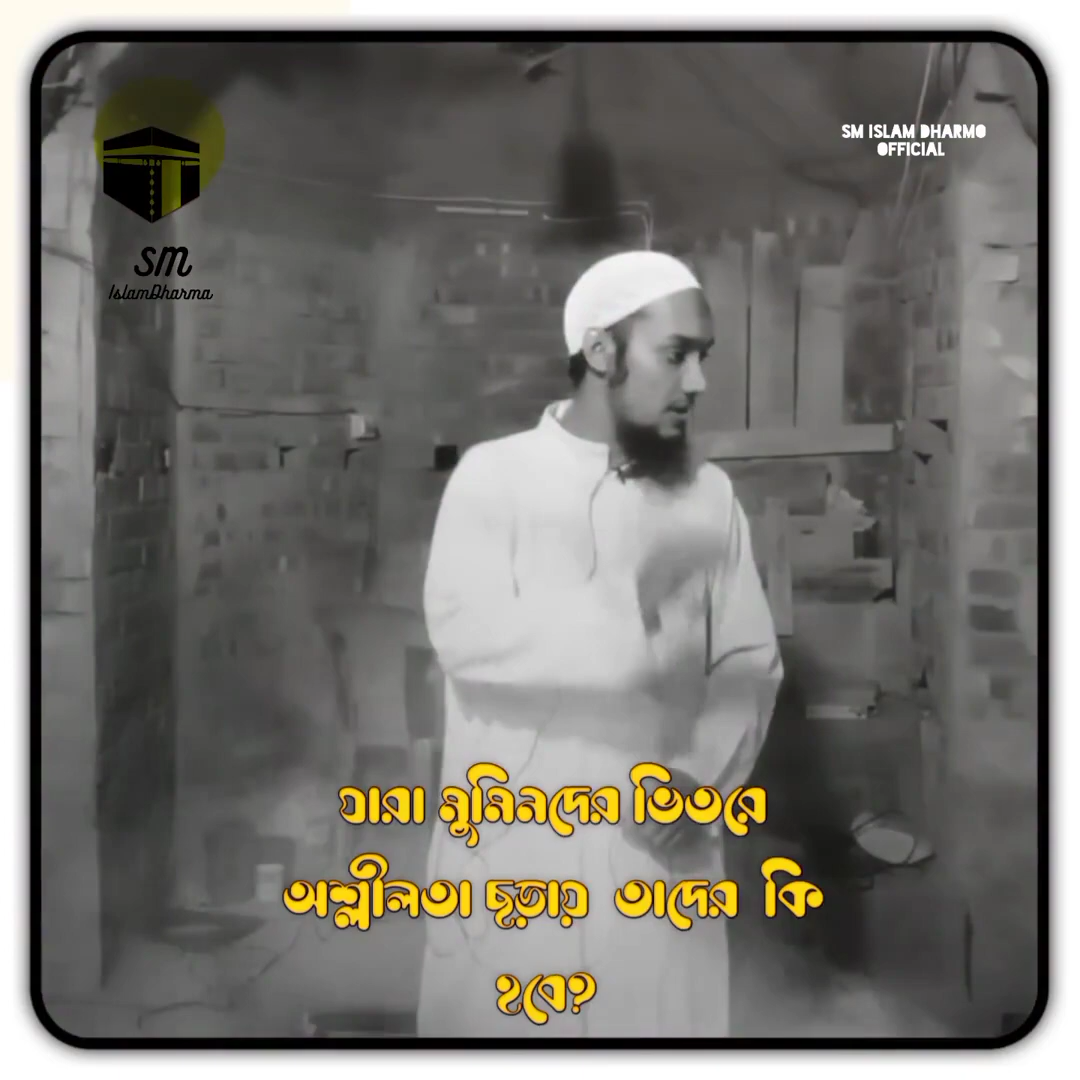 SM ISLAM DHARMO
OFFICIAL
SM
IslamDharma
যারা মুমিনদের ভিতরে
অশ্লীলতা ছড়ায় তাদের কি
হবে?